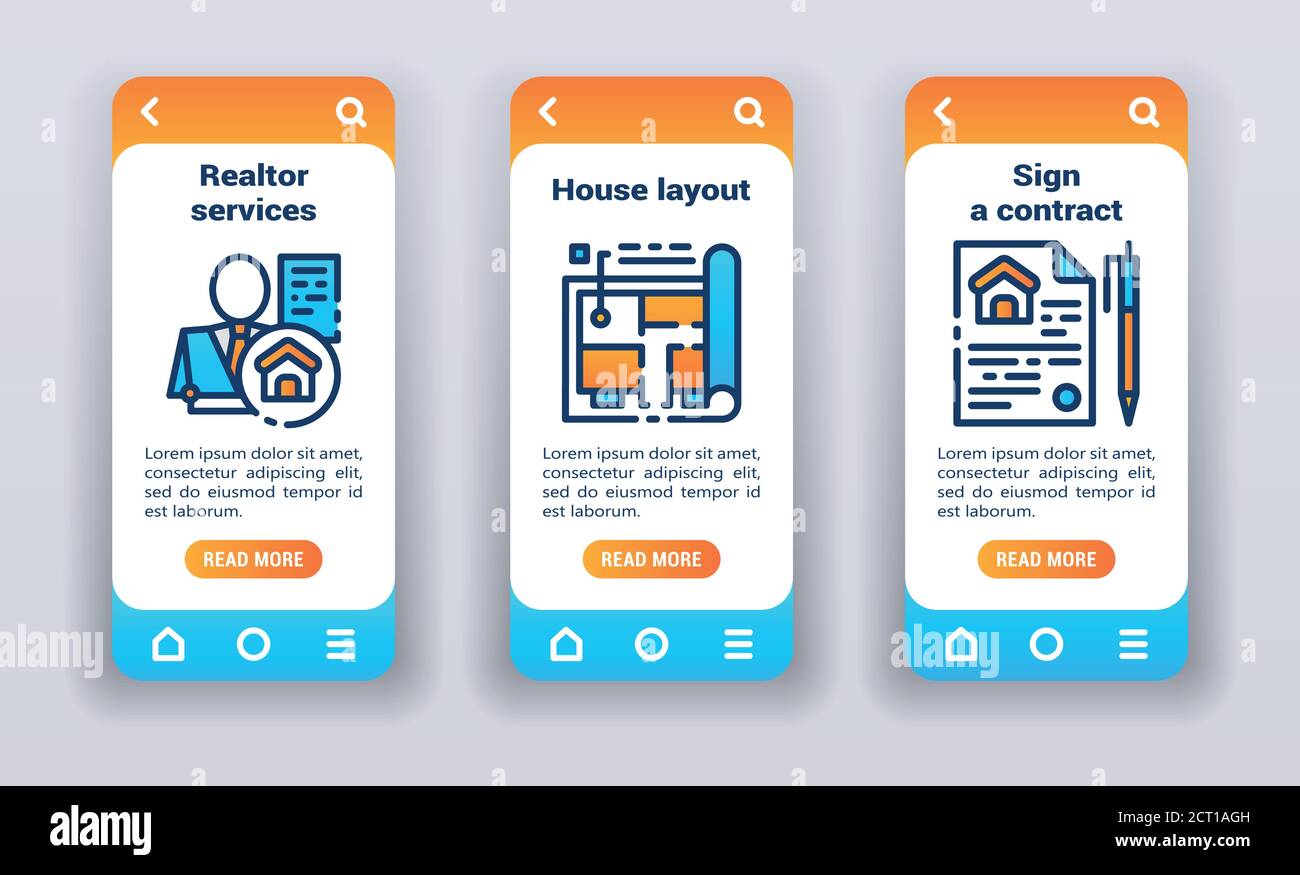 Realtor
services
Lorem ipsum dolor sit amet,
consectetur adipiscing elit,
sed do eiusmod tempor id
est laborum.
READ MORE
House layout
Lorem ipsum dolor sit amet,
consectetur adipiscing elit,
sed do eiusmod tempor id
est laborum.
READ MORE
Sign
a contract
Lorem ipsum dolor sit amet,
consectetur adipiscing elit,
sed do eiusmod tempor id
est laborum.
READ MORE
a a a a
a a a a
a a a a
alamy alamy alamy
a a a a
alamy
Image ID: 2CT1AGH
www.alamy.com